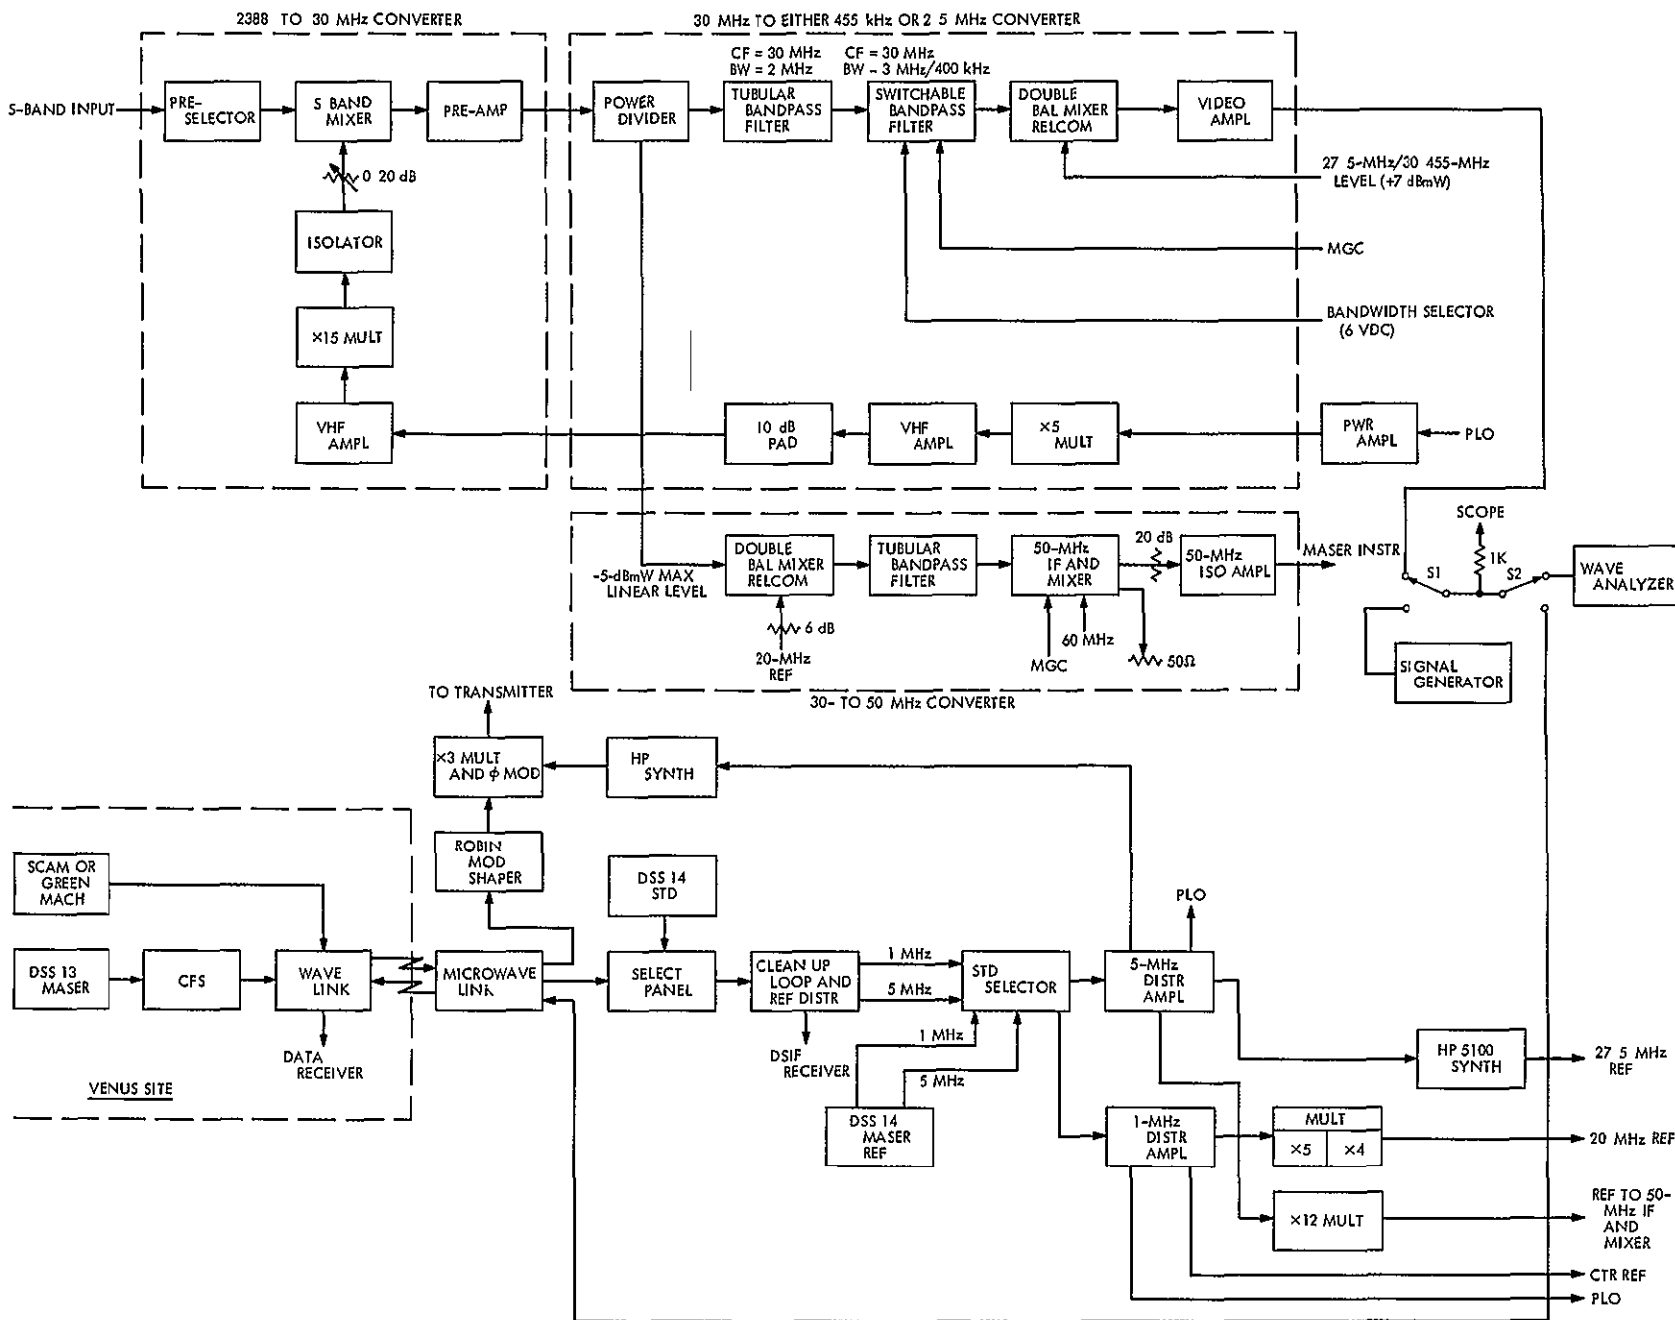 2388 TO 30 MHz CONVERTER
30 MHz TO EITHER 455 kHz OR 2 5 MHz CONVERTER
CF = 30 MHz
BW = 2 MHz
CF = 30 MHz
BW - 3 MHz/400 kHz
S-BAND INPUT
PRE-
SELECTOR
S BAND
MIXER
PRE-AMP
POWER
DIVIDER
TUBULAR
BANDPASS
FILTER
SWITCHABLE
BANDPASS
FILTER
DOUBLE
BAL MIXER
RELCOM
VIDEO
AMPL
0 20 dB
27 5-MHz/30 455-MHz
LEVEL (+7 dBmW)
ISOLATOR
MGC
×15 MULT
BANDWIDTH SELECTOR
(6 VDC)
VHF
AMPL
10 dB
PAD
VHF
AMPL
×5
MULT
PWR
AMPL
PLO
SCOPE
1K
S1
S2
WAVE
ANALYZER
SIGNAL
GENERATOR
-5-dBmW MAX
LINEAR LEVEL
DOUBLE
BAL MIXER
RELCOM
TUBULAR
BANDPASS
FILTER
50-MHz
IF AND
MIXER
20 dB
50-MHz
ISO AMPL
MASER INSTR
6 dB
20-MHz
REF
MGC
60 MHz
50Ω
30- TO 50 MHz CONVERTER
TO TRANSMITTER
×3 MULT
AND ϕ MOD
HP
SYNTH
ROBIN
MOD
SHAPER
DSS 14
STD
SCAM OR
GREEN
MACH
DSS 13
MASER
CFS
WAVE
LINK
MICROWAVE
LINK
SELECT
PANEL
CLEAN UP
LOOP AND
REF DISTR
1 MHz
5 MHz
STD
SELECTOR
PLO
5-MHz
DISTR
AMPL
DATA
RECEIVER
VENUS SITE
DSIF
RECEIVER
1 MHz
5 MHz
DSS 14
MASER
REF
HP 5100
SYNTH
27 5 MHz
REF
1-MHz
DISTR
AMPL
MULT
×5
×4
20 MHz REF
×12 MULT
REF TO 50-
MHz IF
AND
MIXER
CTR REF
PLO